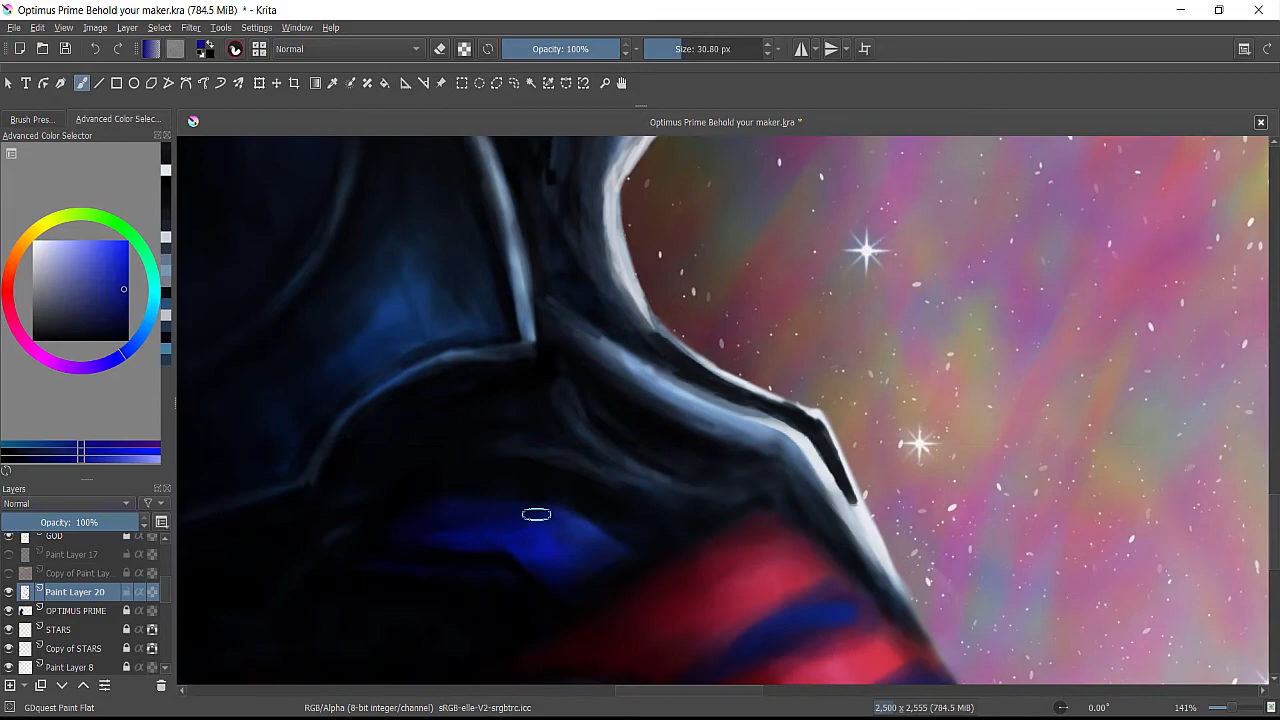 Optimus Prime Behold your maker.kra (784.5 MiB) * - Krita
File Edit View Image Layer Select Filter Tools Settings Window Help
Normal Opacity: 100% Size: 30.80 px
Brush Pres... Advanced Color Selec...
Optimus Prime Behold your maker.kra *
Advanced Color Selector
Layers
Normal
Opacity: 100%
GOD
Paint Layer 17
Copy of Paint Lay...
Paint Layer 20
OPTIMUS PRIME
STARS
Copy of STARS
Paint Layer 8
GDquest Paint Flat RGB/Alpha (8-bit integer/channel) sRGB-elle-V2-srgbtrc.icc 2,500 x 2,555 (784.5 MiB) 0.00° 141%